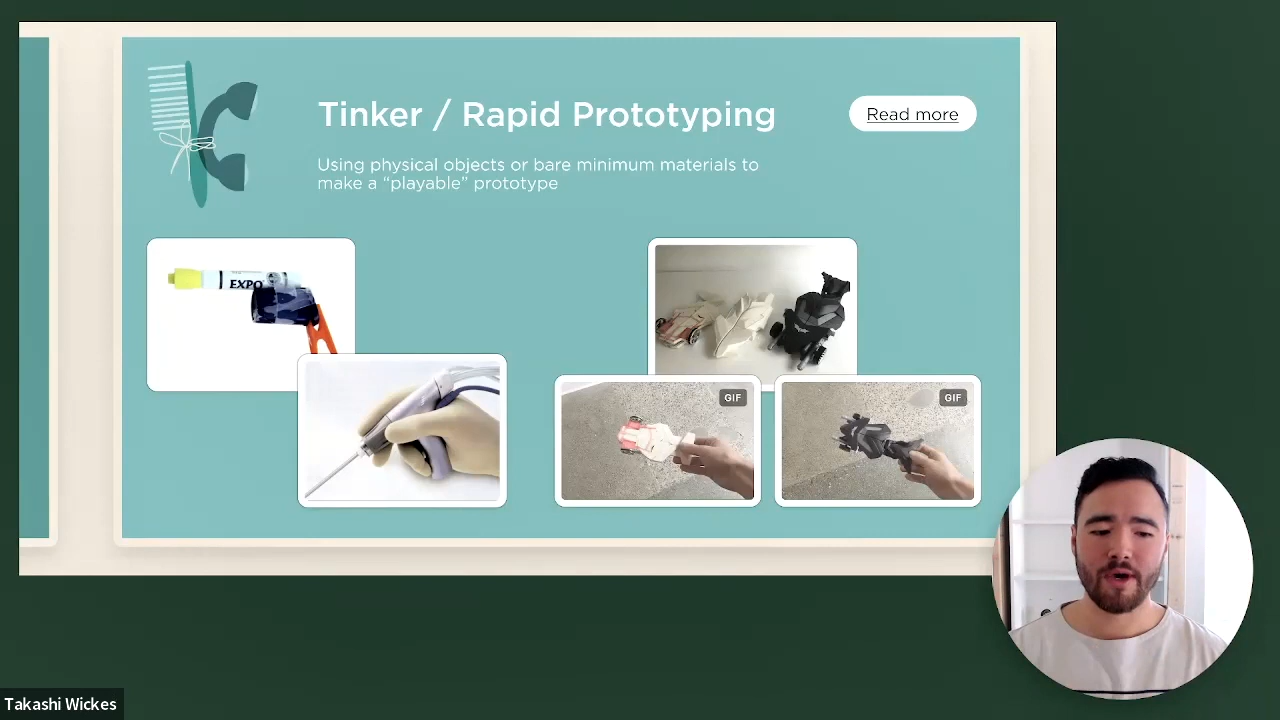 Tinker / Rapid Prototyping
Read more
Using physical objects or bare minimum materials to
make a “playable” prototype
EXPO
GIF
GIF
Takashi Wickes